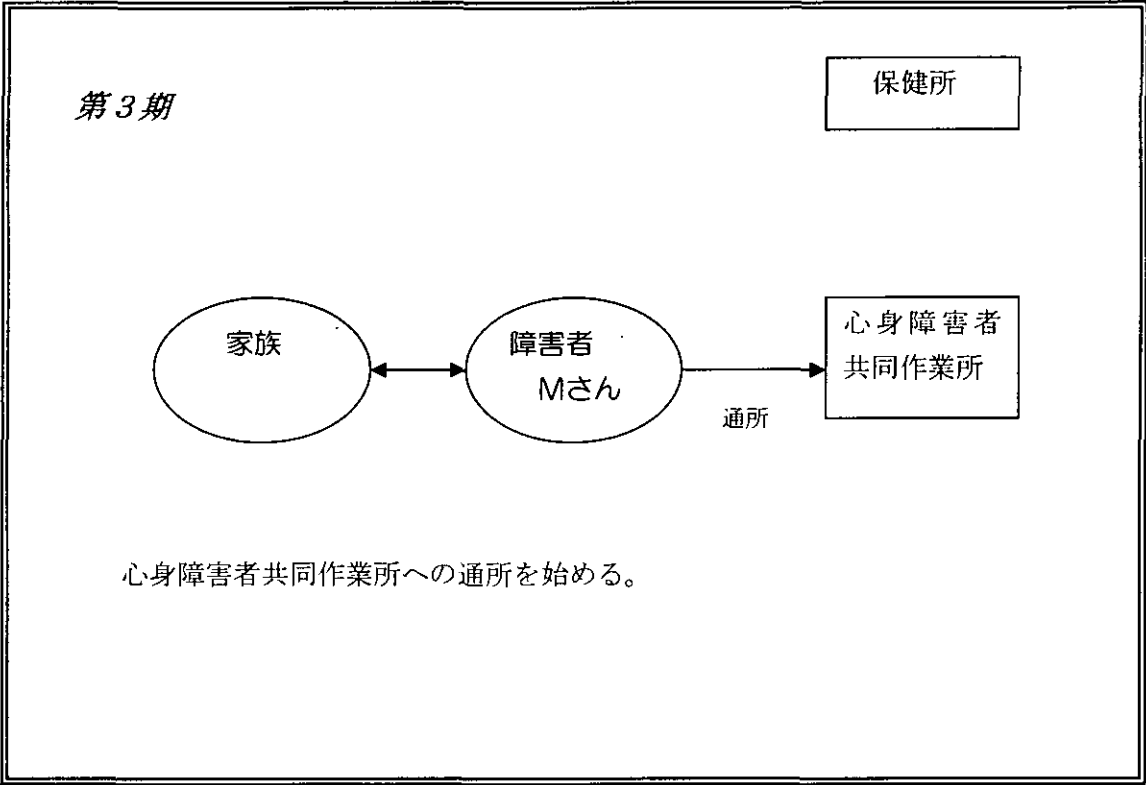 第3期
保健所
家族
障害者
Mさん
心身障害者
共同作業所
通所
心身障害者共同作業所への通所を始める。